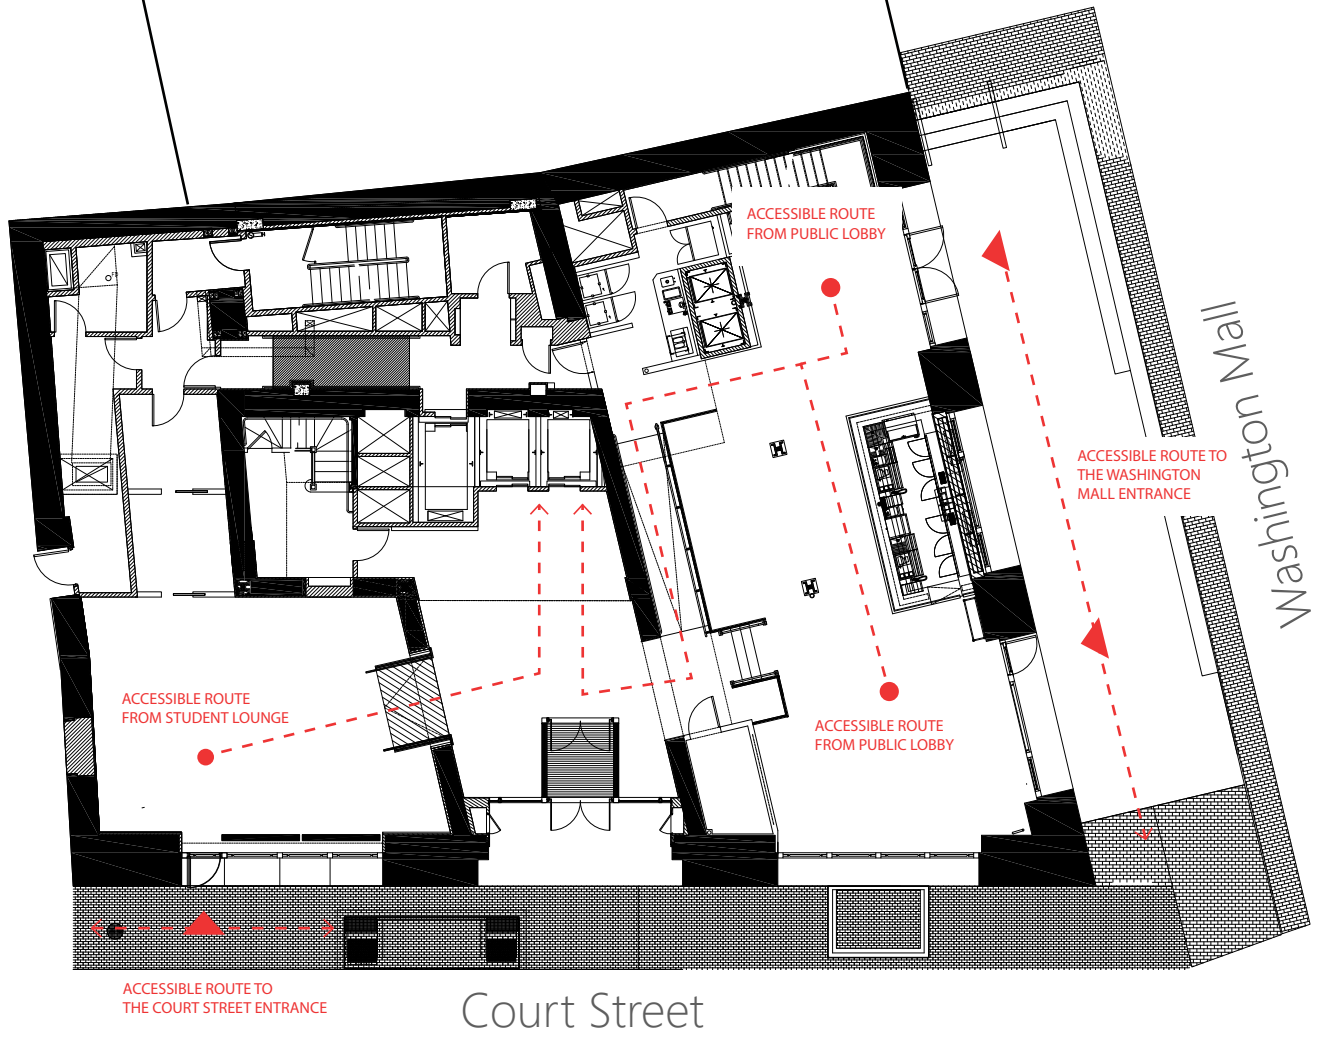 ACCESSIBLE ROUTE
FROM PUBLIC LOBBY
Washington Mall
ACCESSIBLE ROUTE TO
THE WASHINGTON
MALL ENTRANCE
ACCESSIBLE ROUTE
FROM STUDENT LOUNGE
ACCESSIBLE ROUTE
FROM PUBLIC LOBBY
ACCESSIBLE ROUTE TO
THE COURT STREET ENTRANCE
Court Street